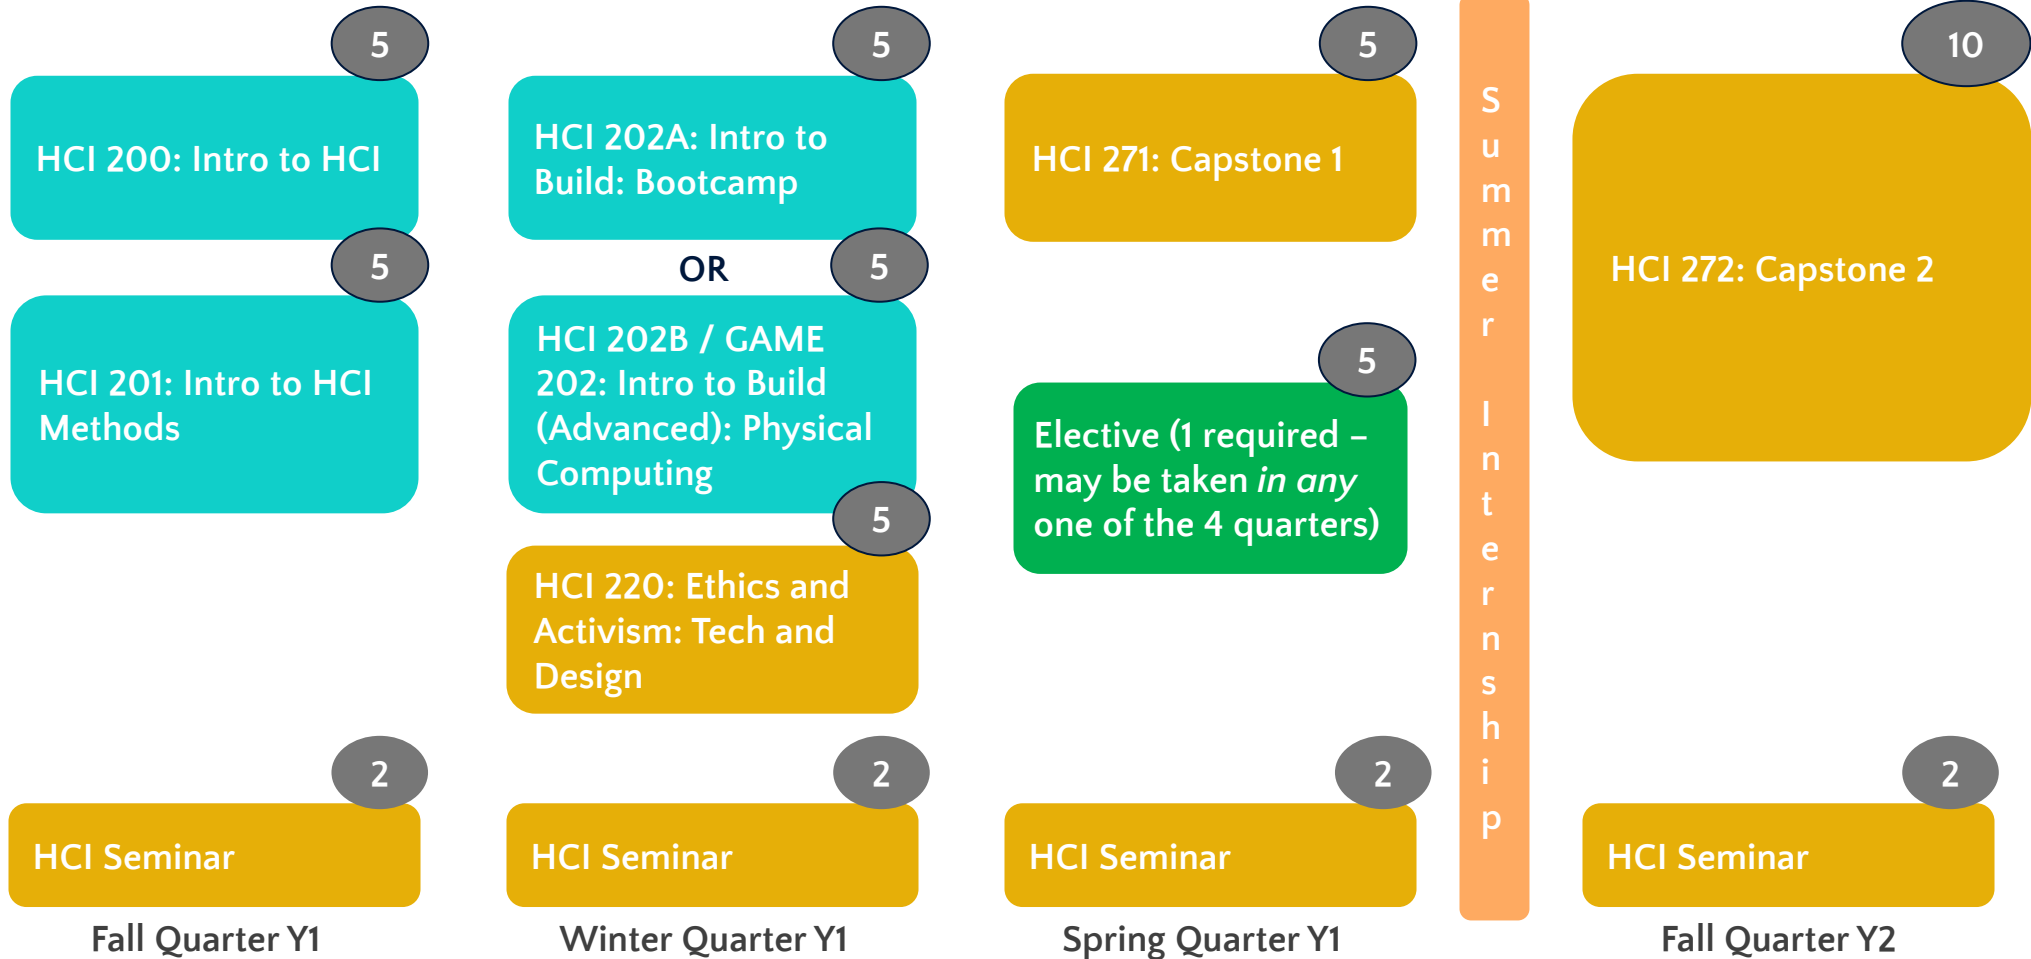 5
HCI 200: Intro to HCI
5
HCI 201: Intro to HCI
Methods
2
HCI Seminar
Fall Quarter Y1
5
HCI 202A: Intro to
Build: Bootcamp
OR
5
HCI 202B / GAME
202: Intro to Build
(Advanced): Physical
Computing
5
HCI 220: Ethics and
Activism: Tech and
Design
2
HCI Seminar
Winter Quarter Y1
5
HCI 271: Capstone 1
5
Elective (1 required –
may be taken in any
one of the 4 quarters)
2
HCI Seminar
Spring Quarter Y1
Summer Internship
10
HCI 272: Capstone 2
2
HCI Seminar
Fall Quarter Y2